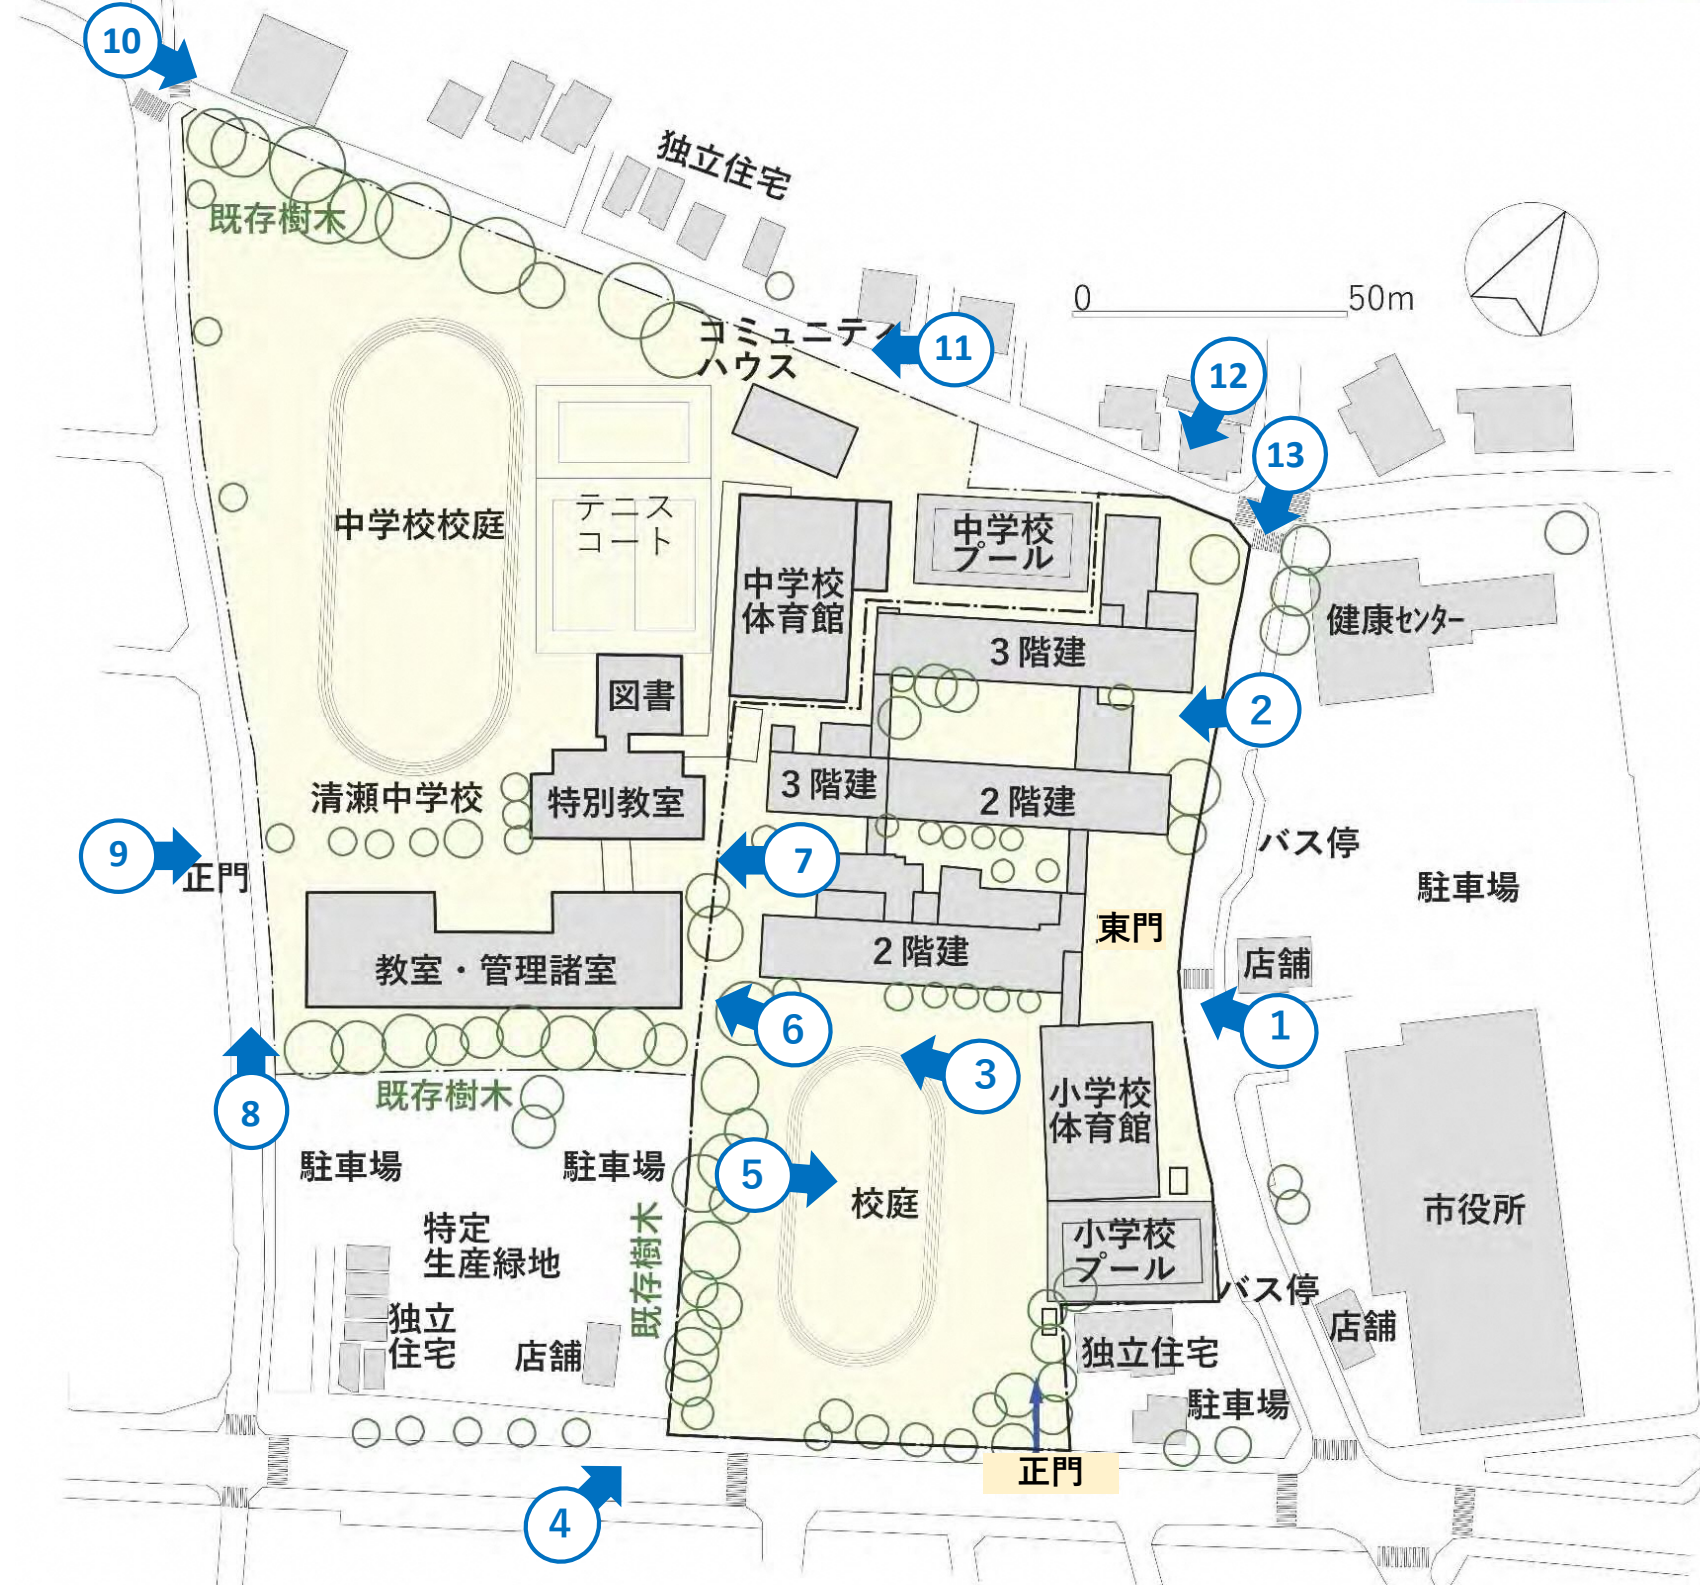 10
独立住宅
既存樹木
0 50m
コミュニティ
ハウス
11
12
13
テニス
コート
中学校校庭
中学校
プール
中学校
体育館
健康センター
3階建
図書
2
清瀬中学校
特別教室
3階建
2階建
バス停
9
正門
7
駐車場
東門
教室・管理諸室
2階建
店舗
6
1
3
8
既存樹木
小学校
体育館
駐車場
駐車場
5
校庭
市役所
特定
生産緑地
既存樹木
小学校
プール
バス停
独立
住宅
店舗
独立住宅
店舗
駐車場
正門
4